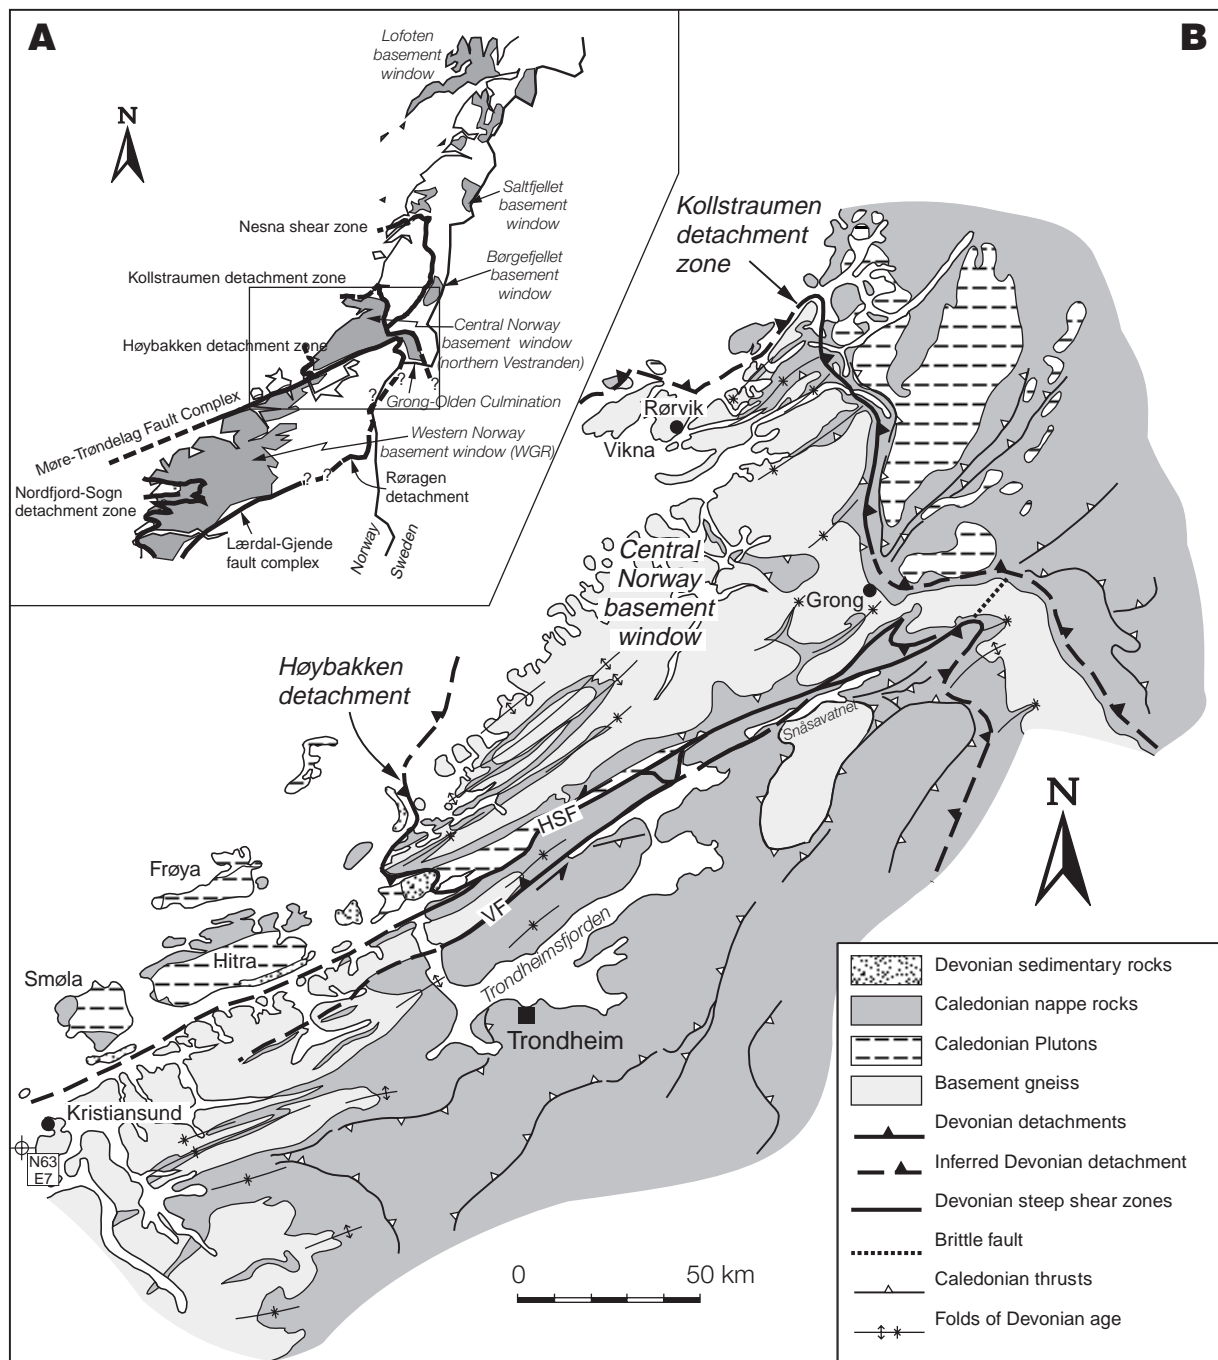 A
B
Lofoten
basement
window
N
Saltfjellet
basement
window
Nesna shear zone
Børgefjellet
basement
window
Kollstraumen detachment zone
Central Norway
basement window
(northern Vestranden)
Høybakken detachment zone
?
?
?
Grong-Olden Culmination
Møre-Trøndelag Fault Complex
Western Norway
basement window (WGR)
?
?
Nordfjord-Sogn
detachment zone
Røragen
detachment
Lærdal-Gjende
fault complex
Norway
Sweden
Kollstraumen
detachment
zone
Rørvik
Vikna
Central
Norway
basement
window
Grong
Høybakken
detachment
Snåsavatnet
HSF
VF
Frøya
Hitra
Smøla
Trondheimsfjorden
Trondheim
Kristiansund
N63
E7
N
0 50 km
Devonian sedimentary rocks
Caledonian nappe rocks
Caledonian Plutons
Basement gneiss
Devonian detachments
Inferred Devonian detachment
Devonian steep shear zones
Brittle fault
Caledonian thrusts
Folds of Devonian age